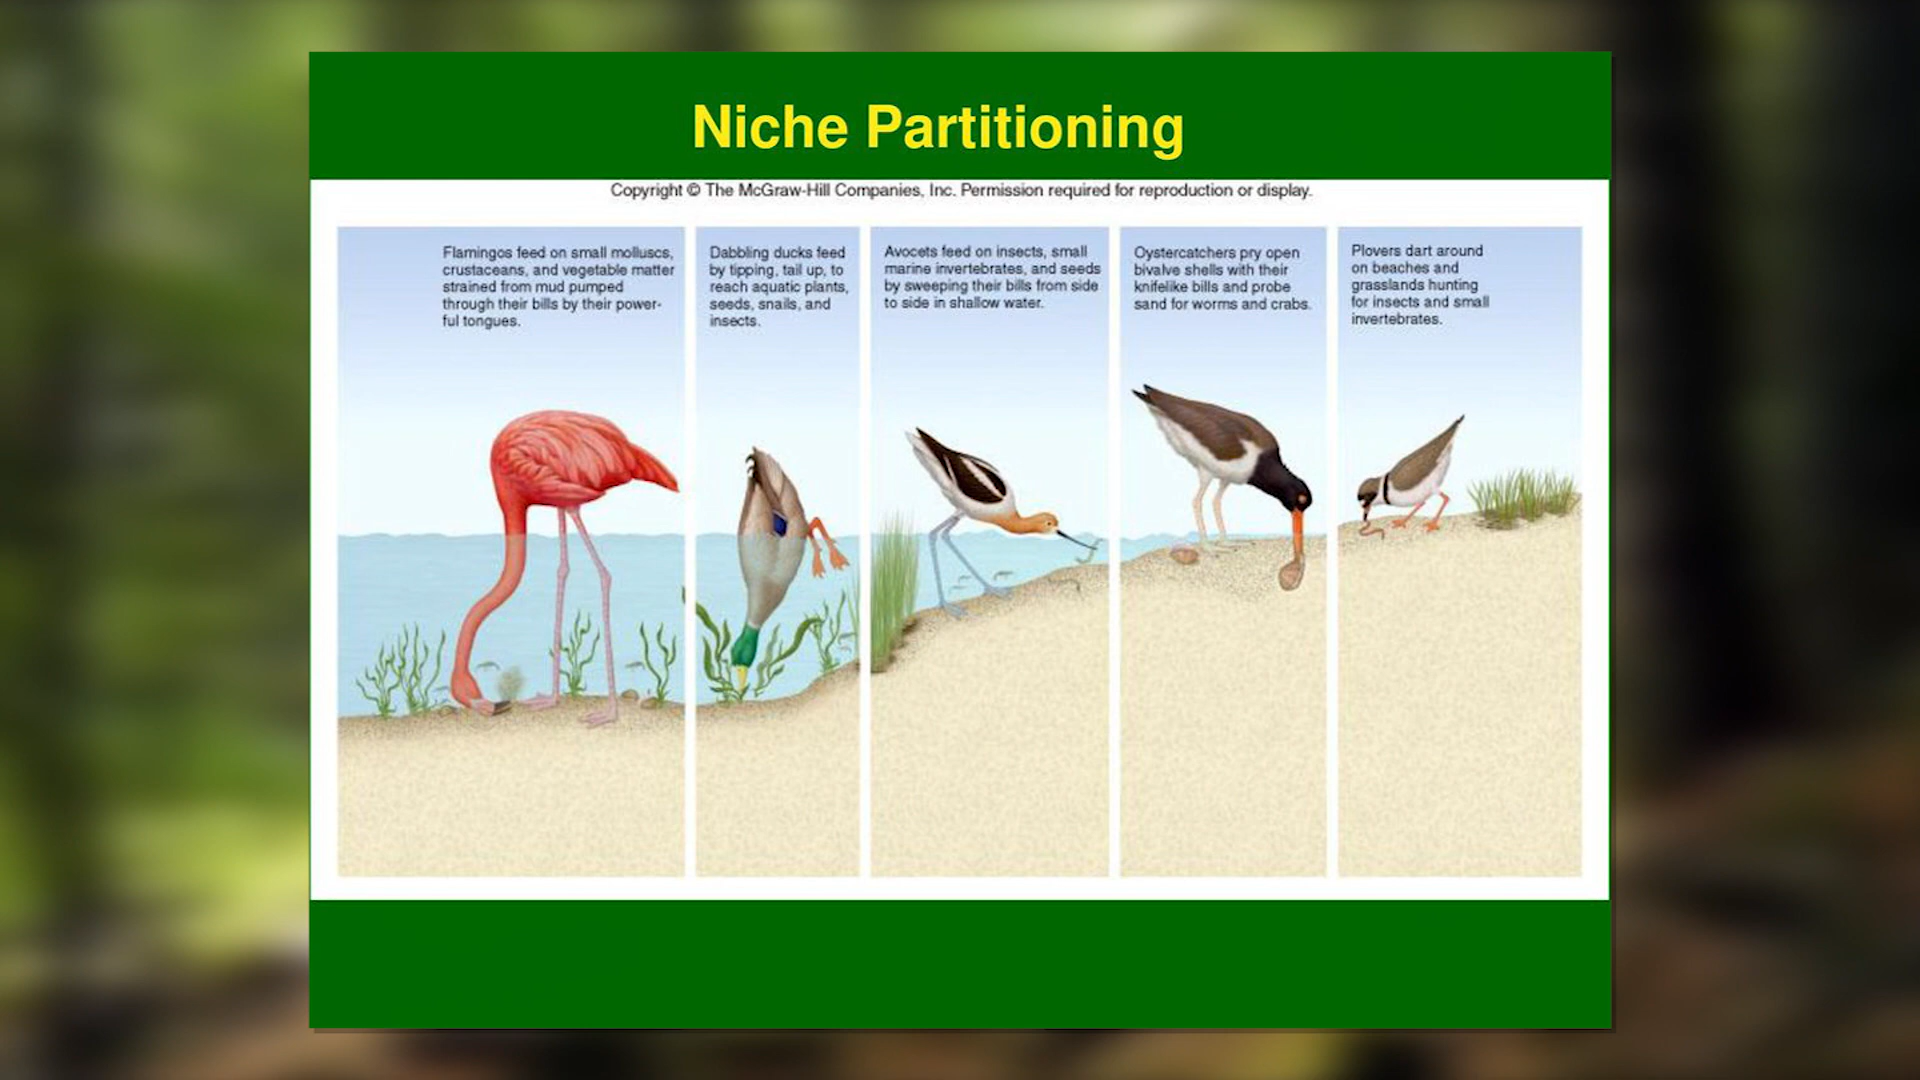 Niche Partitioning
Copyright © The McGraw-Hill Companies, Inc. Permission required for reproduction or display.
Flamingos feed on small molluscs,
crustaceans, and vegetable matter
strained from mud pumped
through their bills by their power-
ful tongues.
Dabbling ducks feed
by tipping, tail up, to
reach aquatic plants,
seeds, snails, and
insects.
Avocets feed on insects, small
marine invertebrates, and seeds
by sweeping their bills from side
to side in shallow water.
Oystercatchers pry open
bivalve shells with their
knifelike bills and probe
sand for worms and crabs.
Plovers dart around
on beaches and
grasslands hunting
for insects and small
invertebrates.